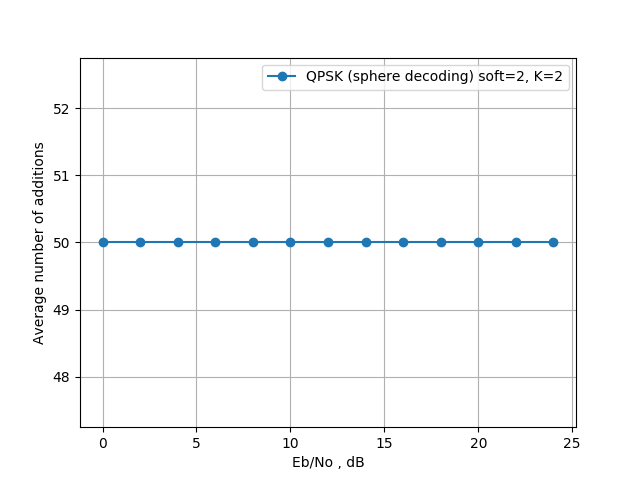 QPSK (sphere decoding) soft=2, K=2
52
51
50
49
48
Average number of additions
0 5 10 15 20 25
Eb/No , dB